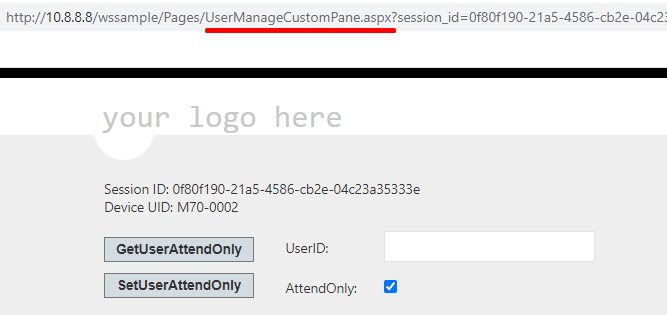 http://10.8.8.8/wssample/Pages/UserManageCustomPane.aspx?session_id=0f80f190-21a5-4586-cb2e-04c23
your logo here
Session ID: 0f80f190-21a5-4586-cb2e-04c23a35333e
Device UID: M70-0002
GetUserAttendOnly UserID:
SetUserAttendOnly AttendOnly: